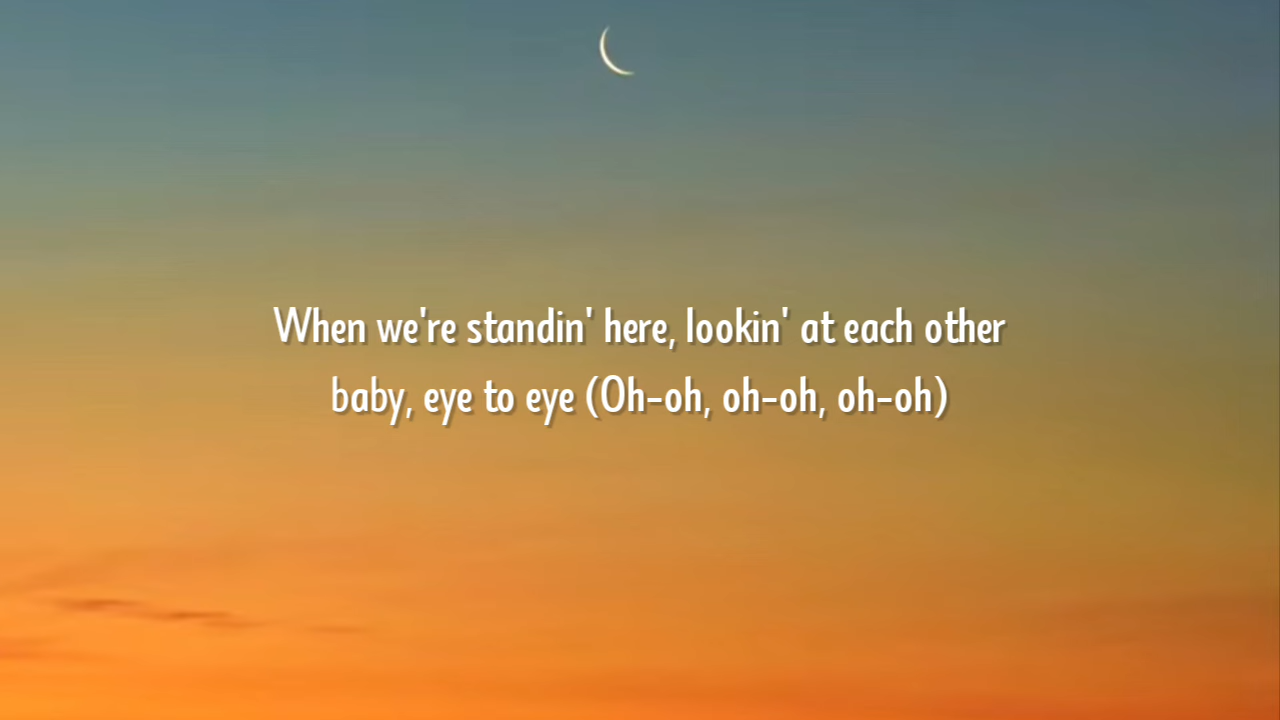 When we're standin' here, lookin' at each other
baby, eye to eye (Oh-oh, oh-oh, oh-oh)